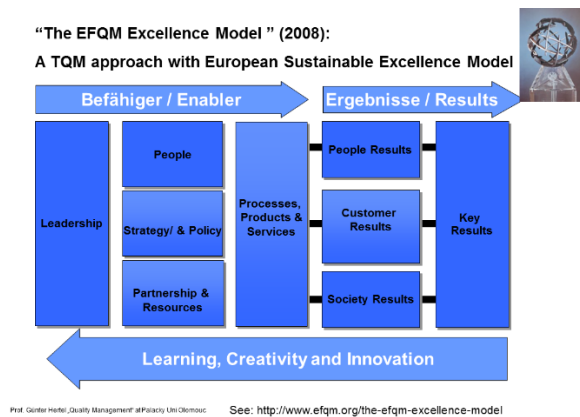 “The EFQM Excellence Model ” (2008):
A TQM approach with European Sustainable Excellence Model
Befähiger / Enabler
Ergebnisse / Results
Leadership
People
Strategy/ & Policy
Partnership &
Resources
Processes,
Products &
Services
People Results
Customer
Results
Society Results
Key
Results
Learning, Creativity and Innovation
Prof. Günter Hertel „Quality Management“ at Palacky Uni Olomouc
See: http://www.efqm.org/the-efqm-excellence-model